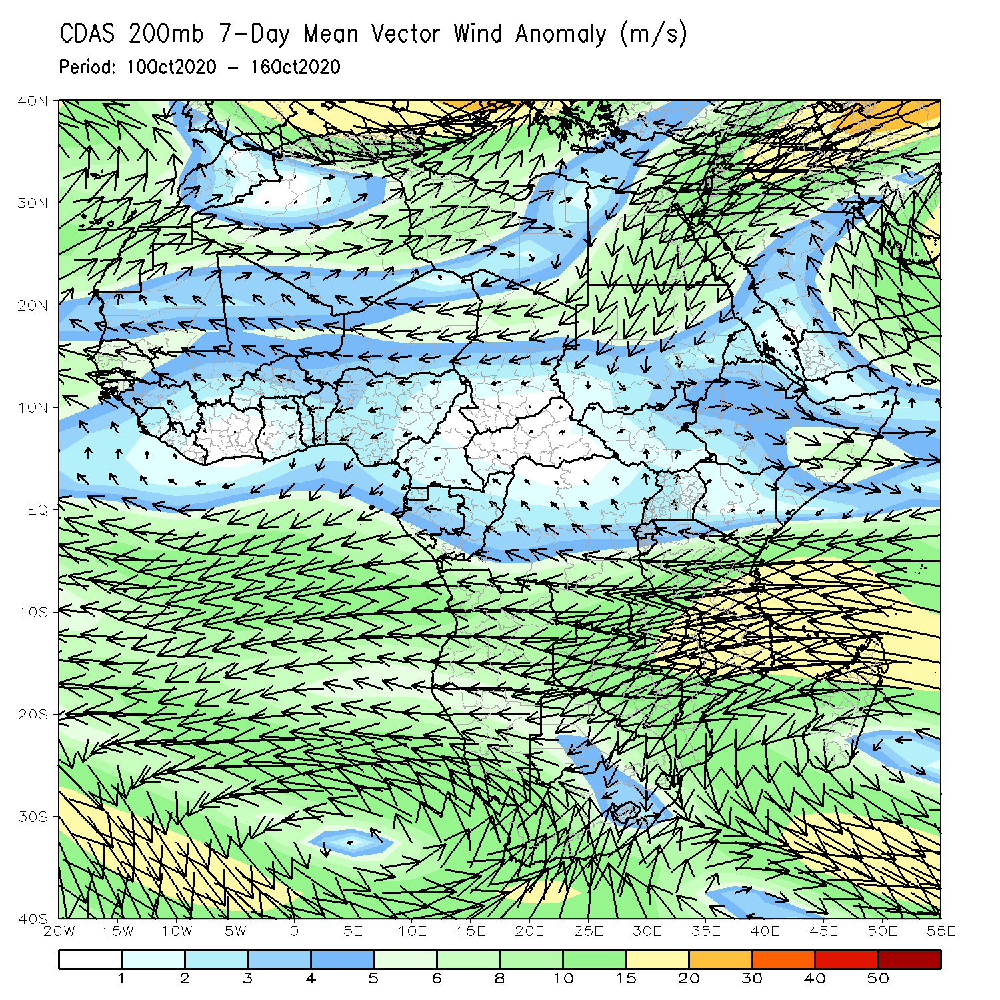 CDAS 200mb 7-Day Mean Vector Wind Anomaly (m/s)
Period: 10Oct2020 - 16Oct2020
40N
30N
20N
10N
EQ
10S
20S
30S
40S
20W 15W 10W 5W 0 5E 10E 15E 20E 25E 30E 35E 40E 45E 50E 55E
1 2 3 4 5 6 8 10 15 20 30 40 50